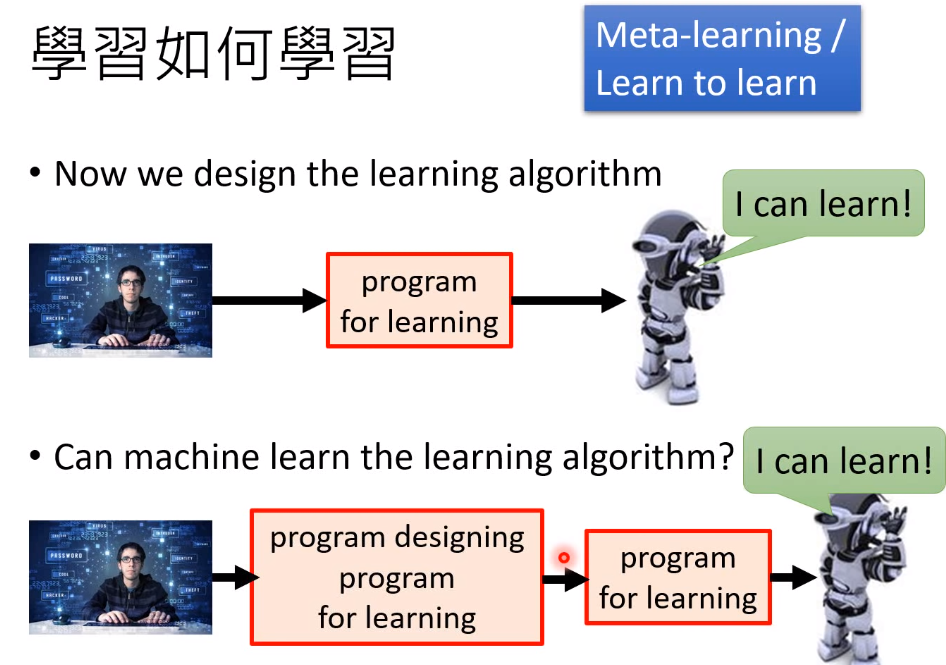 學習如何學習
Meta-learning /
Learn to learn
• Now we design the learning algorithm
I can learn!
PASSWORD
program
for learning
• Can machine learn the learning algorithm?
I can learn!
PASSWORD
program designing
program
for learning
program
for learning